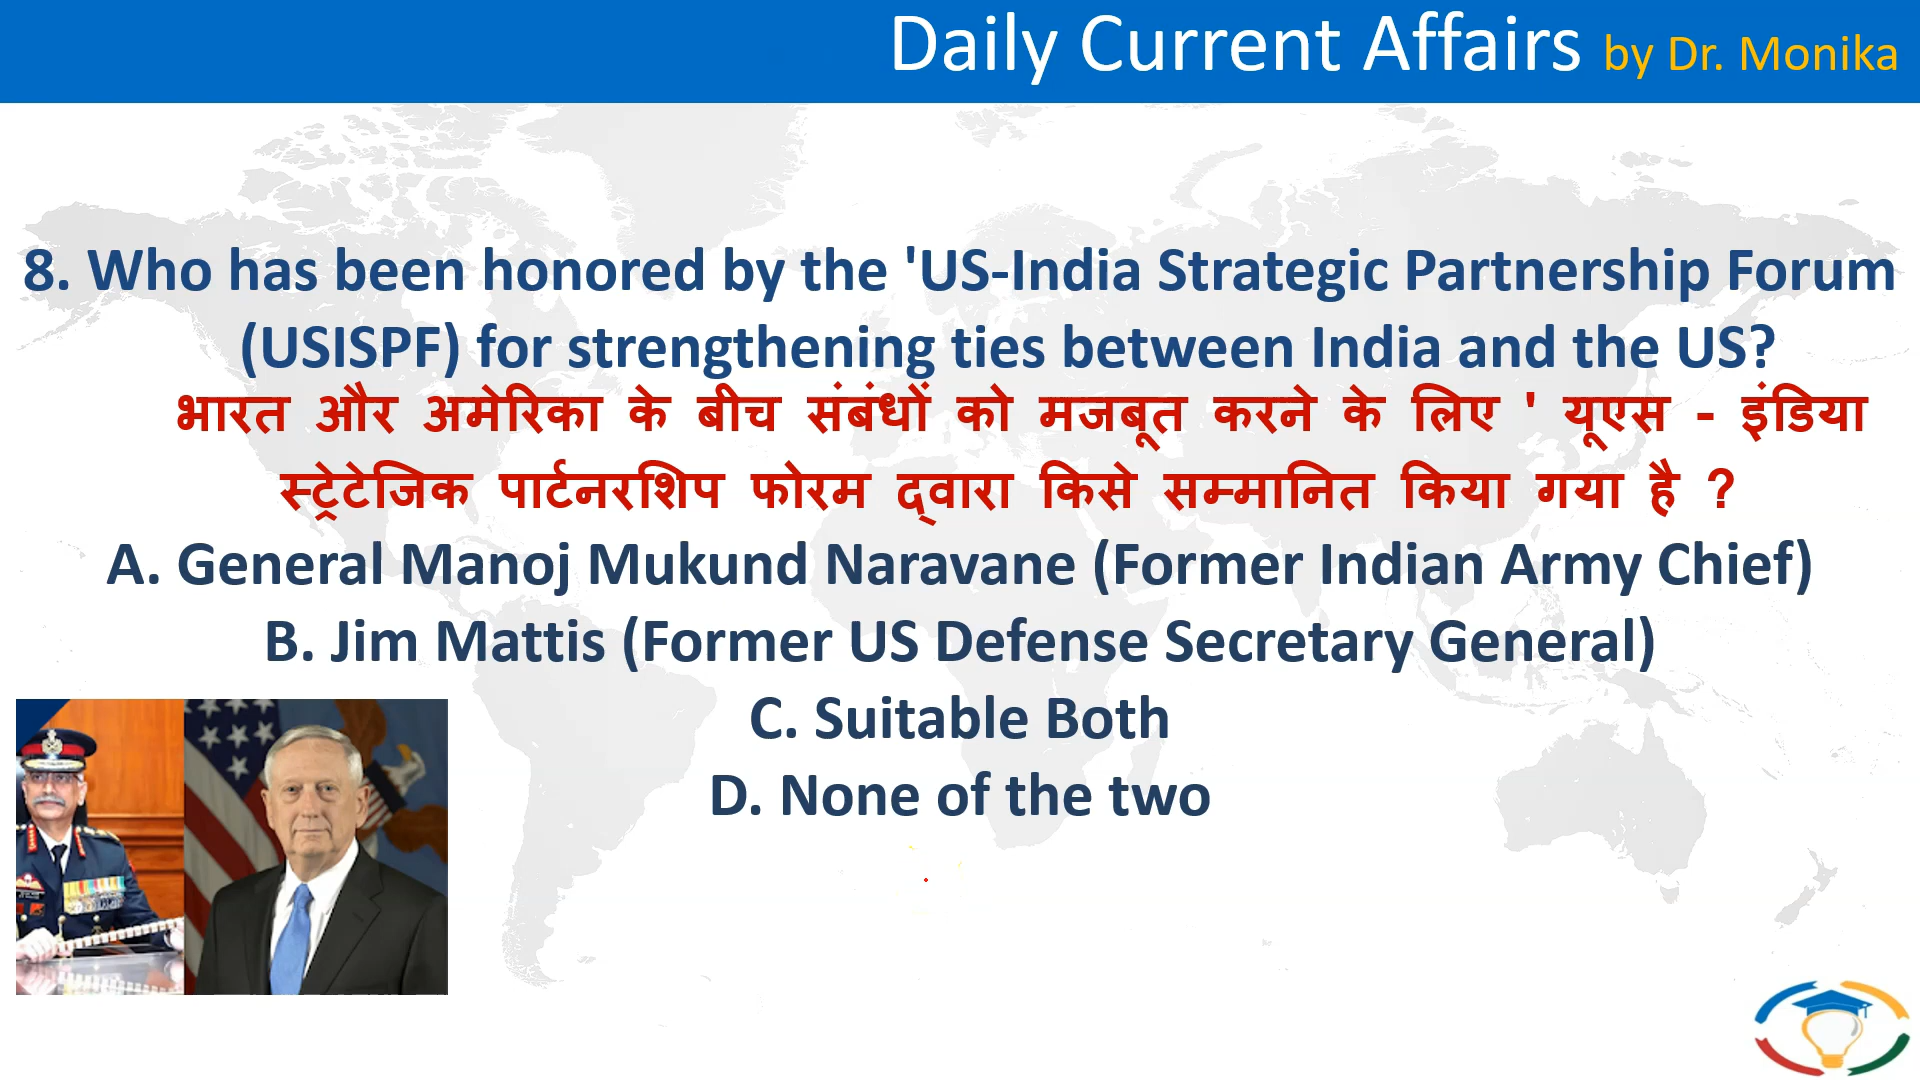 Daily Current Affairs by Dr. Monika
8. Who has been honored by the 'US-India Strategic Partnership Forum
(USISPF) for strengthening ties between India and the US?
भारत और अमेरिका के बीच संबंधों को मजबूत करने के लिए ' यूएस - इंडिया
स्ट्रेटेजिक पार्टनरशिप फोरम द्वारा किसे सम्मानित किया गया है ?
A. General Manoj Mukund Naravane (Former Indian Army Chief)
B. Jim Mattis (Former US Defense Secretary General)
C. Suitable Both
D. None of the two